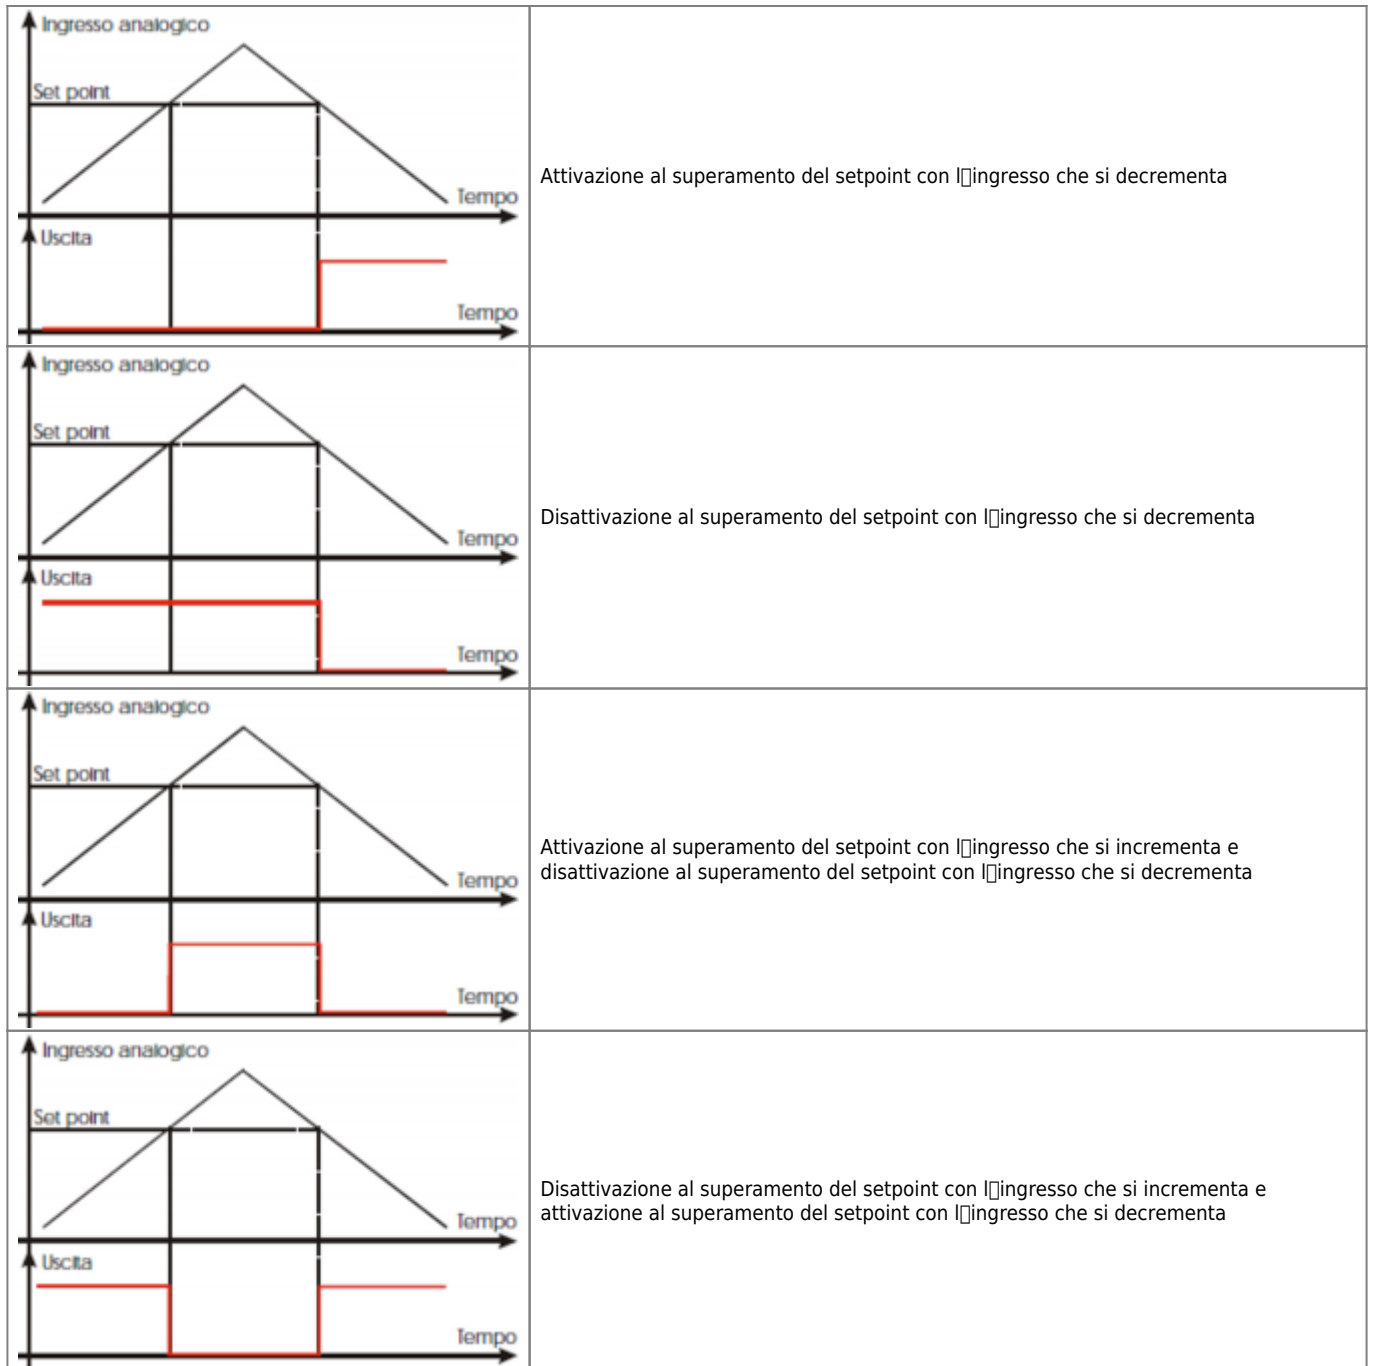 Ingresso analogico
Set point
Tempo
Uscita
Tempo
Attivazione al superamento del setpoint con l▯ingresso che si decrementa
Ingresso analogico
Set point
Tempo
Uscita
Tempo
Disattivazione al superamento del setpoint con l▯ingresso che si decrementa
Ingresso analogico
Set point
Tempo
Uscita
Tempo
Attivazione al superamento del setpoint con l▯ingresso che si incrementa e
disattivazione al superamento del setpoint con l▯ingresso che si decrementa
Ingresso analogico
Set point
Tempo
Uscita
Tempo
Disattivazione al superamento del setpoint con l▯ingresso che si incrementa e
attivazione al superamento del setpoint con l▯ingresso che si decrementa